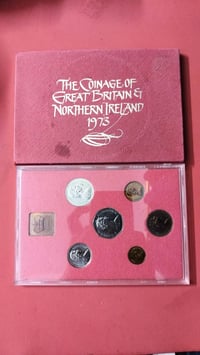 The Coinage of
Great Britain &
Northern Ireland
1973